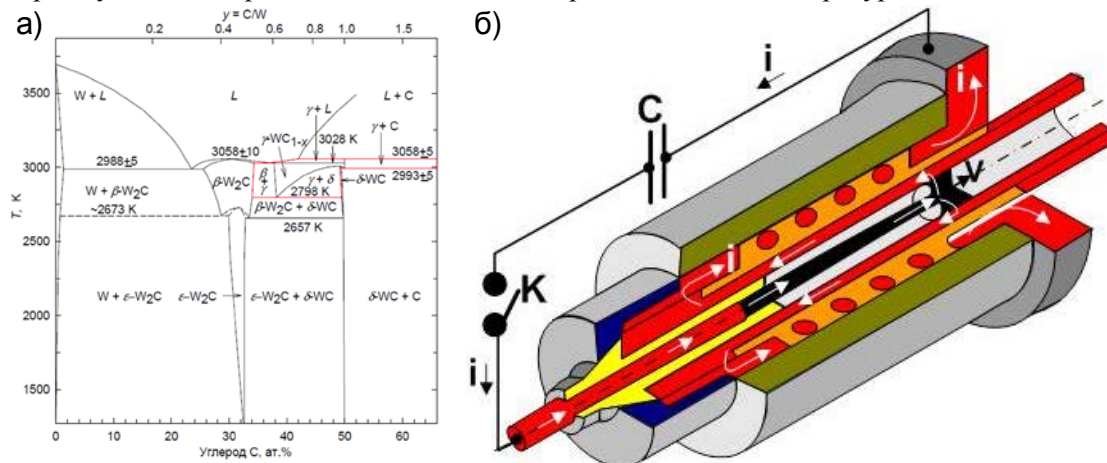 а)
y = C/W
0.2 0.4 0.6 0.8 1.0 1.5
W + L
L
γ+L
L + C
γ-WC1-x
3028 K
γ + C
2988±5
3058±10
3058±5
β-W2C
β + γ
γ + δ
2798 K
δ-WC
2993±5
W + β-W2C
~2673 K
β-W2C + δ-WC
2657 K
W + ε-W2C
ε-W2C
ε-W2C + δ-WC
δ-WC + C
T, K
3500
3000
2500
2000
1500
0 10 20 30 40 50 60
Углерод C, ат.%
б)
i
C
i
V
i
K
i